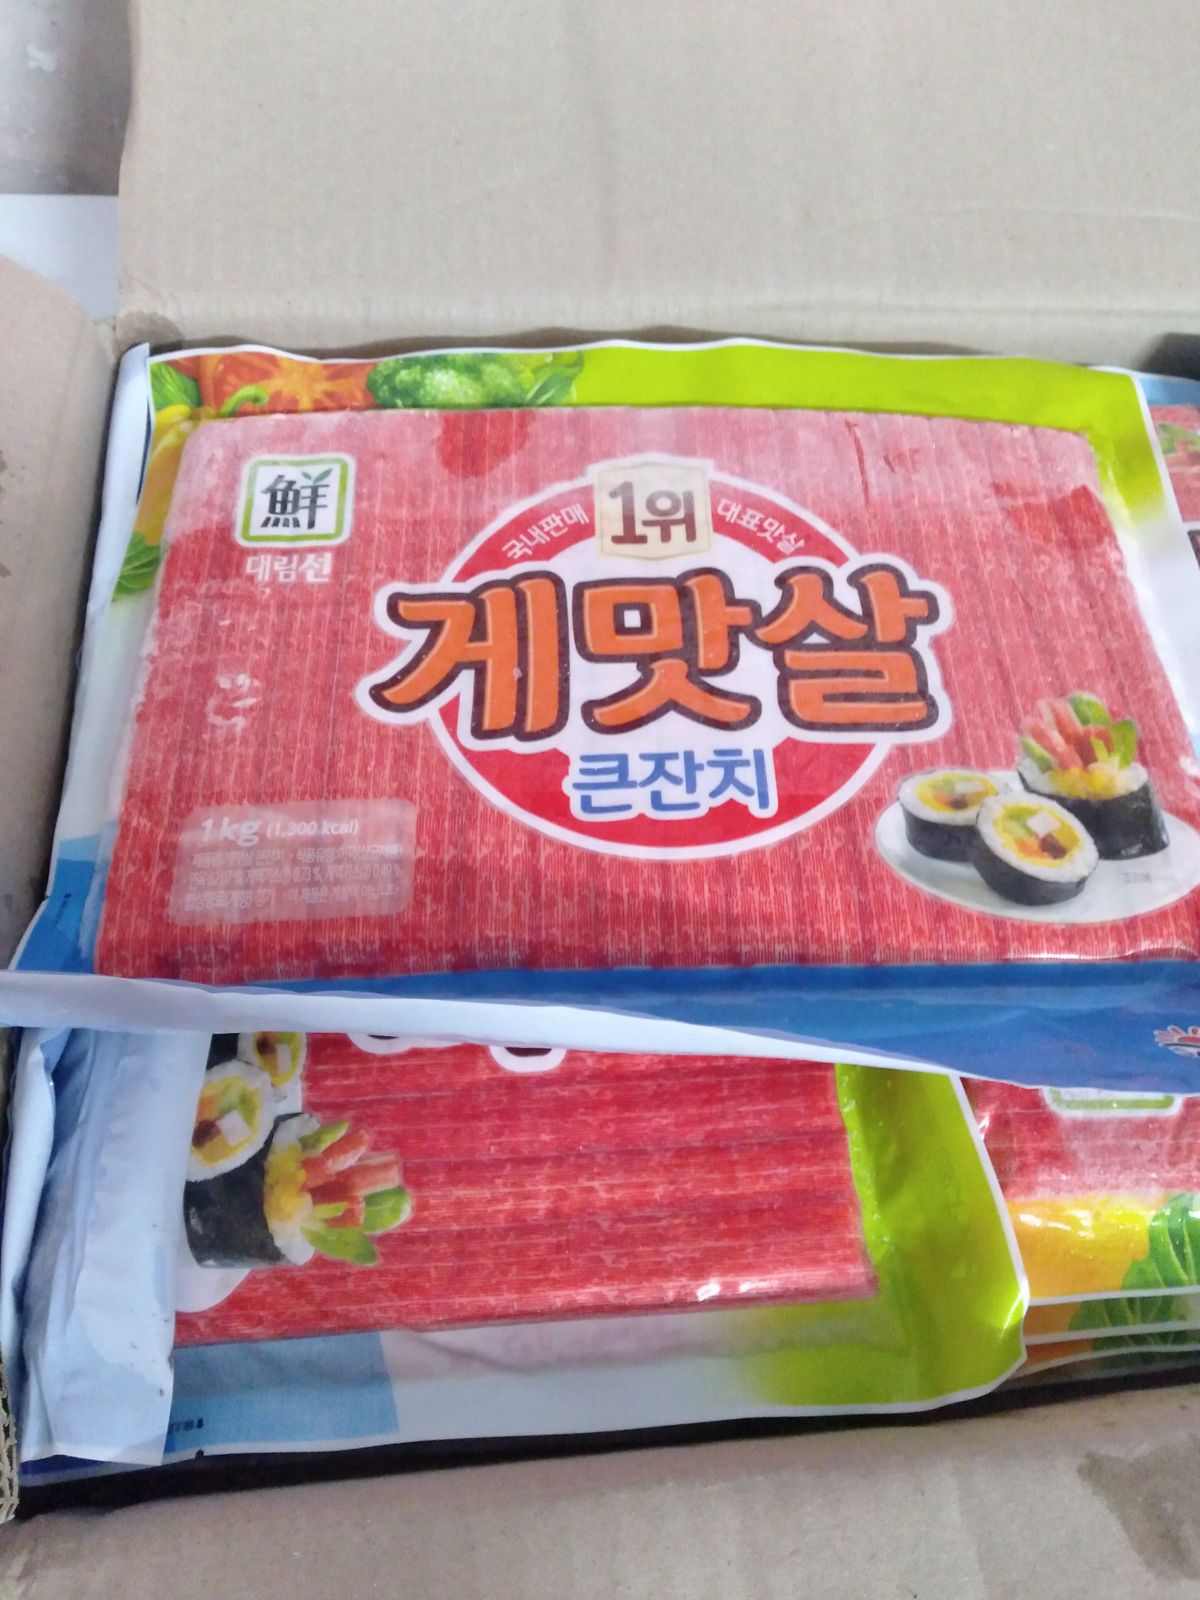 鮮
대림선
국내판매
1위
대표맛살
게맛살
큰잔치
1kg (1,300 kcal)